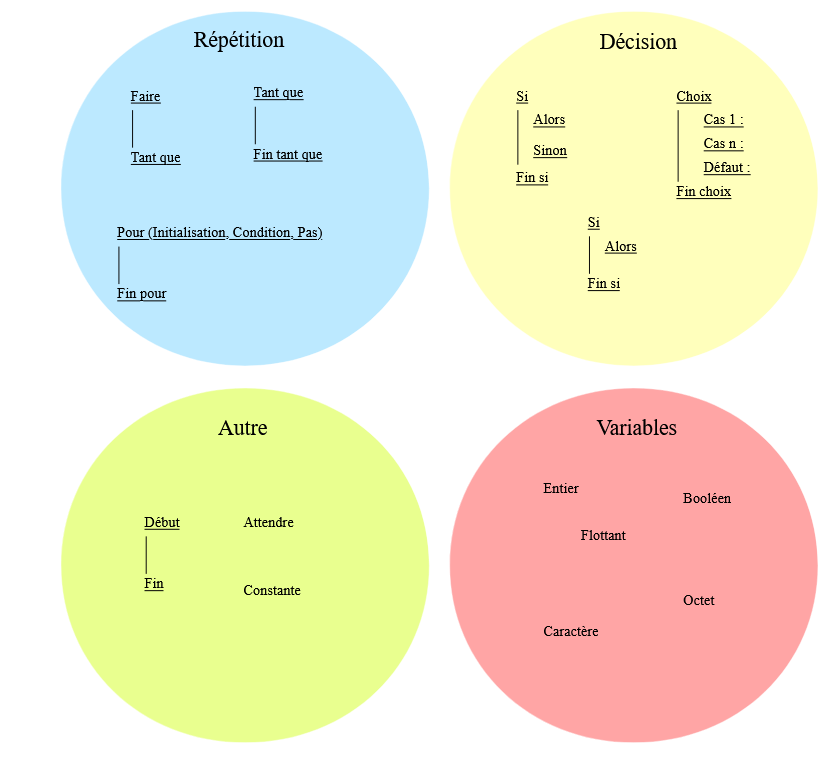 Répétition
Faire
Tant que
Tant que
Fin tant que
Pour (Initialisation, Condition, Pas)
Fin pour
Décision
Si
Alors
Sinon
Fin si
Choix
Cas 1 :
Cas n :
Défaut :
Fin choix
Si
Alors
Fin si
Autre
Début
Fin
Attendre
Constante
Variables
Entier
Booléen
Flottant
Octet
Caractère